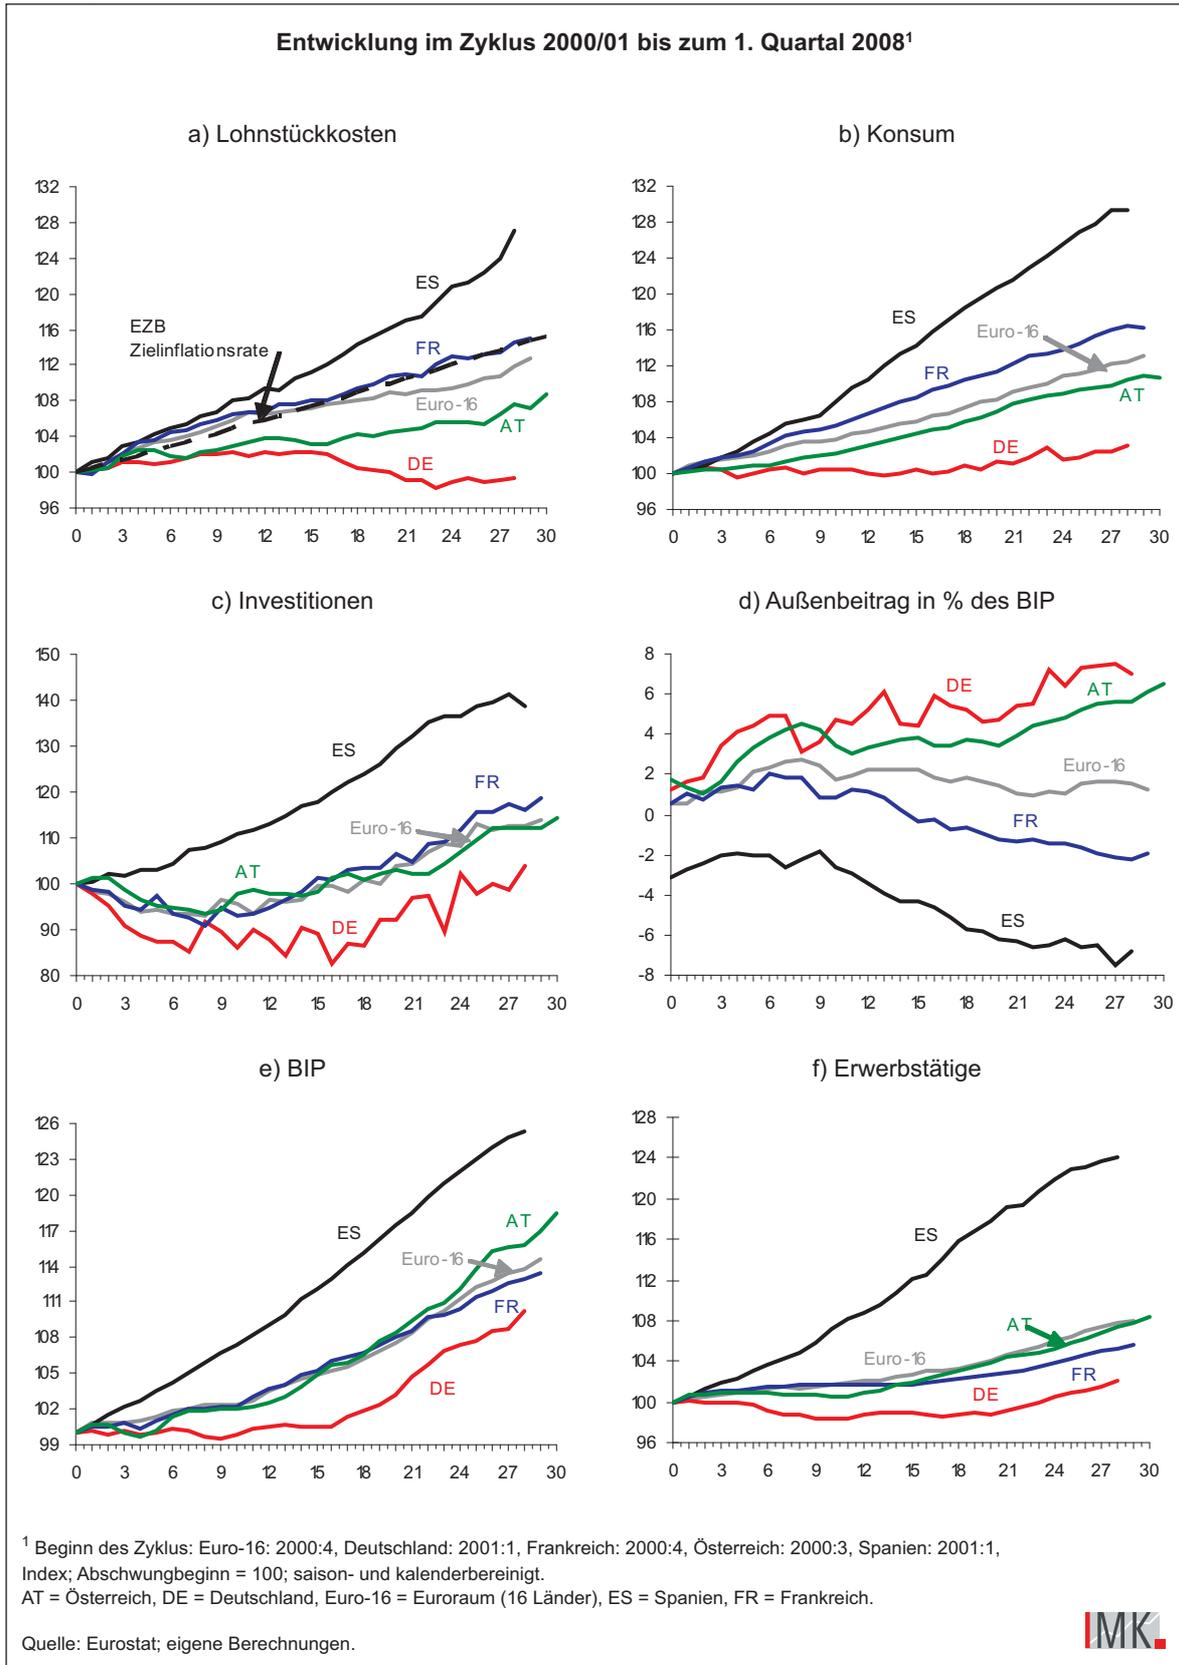 Entwicklung im Zyklus 2000/01 bis zum 1. Quartal 2008¹
a) Lohnstückkosten
132
128
124
120
116
112
108
104
100
96
0 3 6 9 12 15 18 21 24 27 30
ES
EZB
Zielinflationsrate
FR
Euro-16
AT
DE
b) Konsum
132
128
124
120
116
112
108
104
100
96
0 3 6 9 12 15 18 21 24 27 30
ES
Euro-16
FR
AT
DE
c) Investitionen
150
140
130
120
110
100
90
80
0 3 6 9 12 15 18 21 24 27 30
ES
FR
Euro-16
AT
DE
d) Außenbeitrag in % des BIP
8
6
4
2
0
-2
-4
-6
-8
0 3 6 9 12 15 18 21 24 27 30
DE
AT
Euro-16
FR
ES
e) BIP
126
123
120
117
114
111
108
105
102
99
0 3 6 9 12 15 18 21 24 27 30
ES
AT
Euro-16
FR
DE
f) Erwerbstätige
128
124
120
116
112
108
104
100
96
0 3 6 9 12 15 18 21 24 27 30
ES
AT
Euro-16
FR
DE
¹ Beginn des Zyklus: Euro-16: 2000:4, Deutschland: 2001:1, Frankreich: 2000:4, Österreich: 2000:3, Spanien: 2001:1,
Index; Abschwungbeginn = 100; saison- und kalenderbereinigt.
AT = Österreich, DE = Deutschland, Euro-16 = Euroraum (16 Länder), ES = Spanien, FR = Frankreich.
Quelle: Eurostat; eigene Berechnungen.
IMK